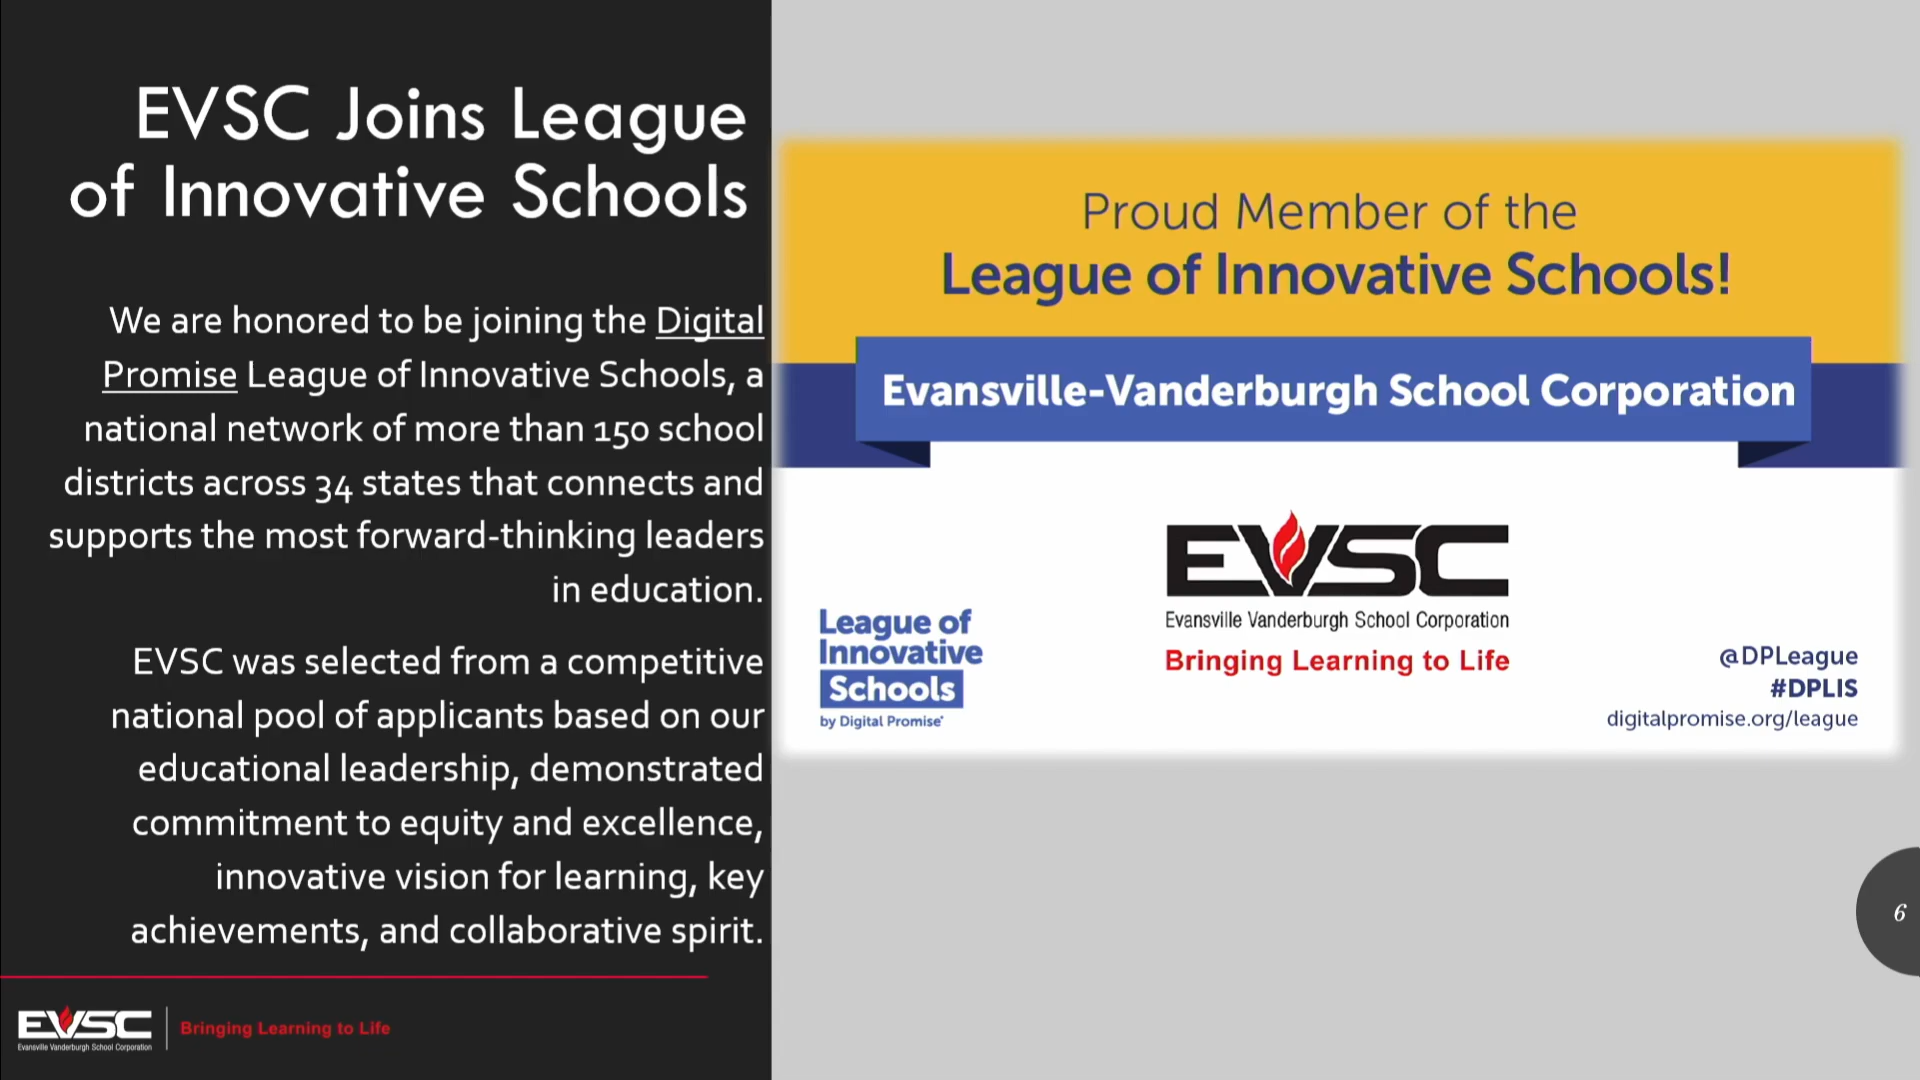 EVSC Joins League
of Innovative Schools
We are honored to be joining the Digital
Promise League of Innovative Schools, a
national network of more than 150 school
districts across 34 states that connects and
supports the most forward-thinking leaders
in education.
EVSC was selected from a competitive
national pool of applicants based on our
educational leadership, demonstrated
commitment to equity and excellence,
innovative vision for learning, key
achievements, and collaborative spirit.
EVSC
Evansville Vanderburgh School Corporation
Bringing Learning to Life
Proud Member of the
League of Innovative Schools!
Evansville-Vanderburgh School Corporation
EVSC
Evansville Vanderburgh School Corporation
Bringing Learning to Life
League of
Innovative
Schools
by Digital Promise®
@DPLeague
#DPLIS
digitalpromise.org/league
6